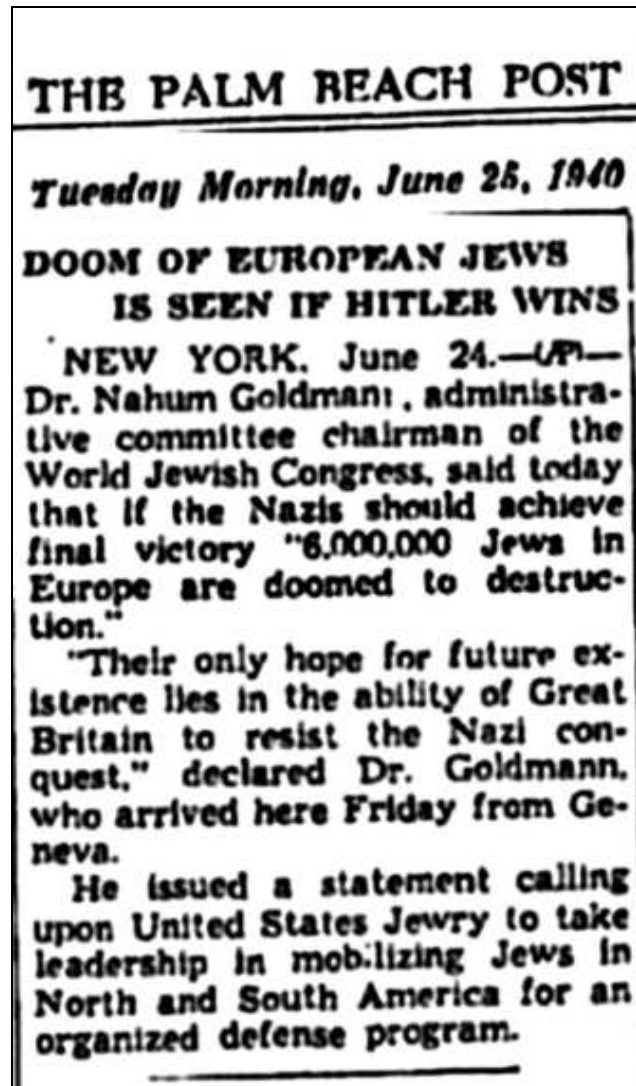 THE PALM BEACH POST
Tuesday Morning, June 25, 1940
DOOM OF EUROPEAN JEWS
IS SEEN IF HITLER WINS
NEW YORK, June 24.—(AP)—
Dr. Nahum Goldmann, administra-
tive committee chairman of the
World Jewish Congress, said today
that if the Nazis should achieve
final victory "6,000,000 Jews in
Europe are doomed to destruc-
tion."
"Their only hope for future ex-
istence lies in the ability of Great
Britain to resist the Nazi con-
quest," declared Dr. Goldmann,
who arrived here Friday from Ge-
neva.
He issued a statement calling
upon United States Jewry to take
leadership in mobilizing Jews in
North and South America for an
organized defense program.